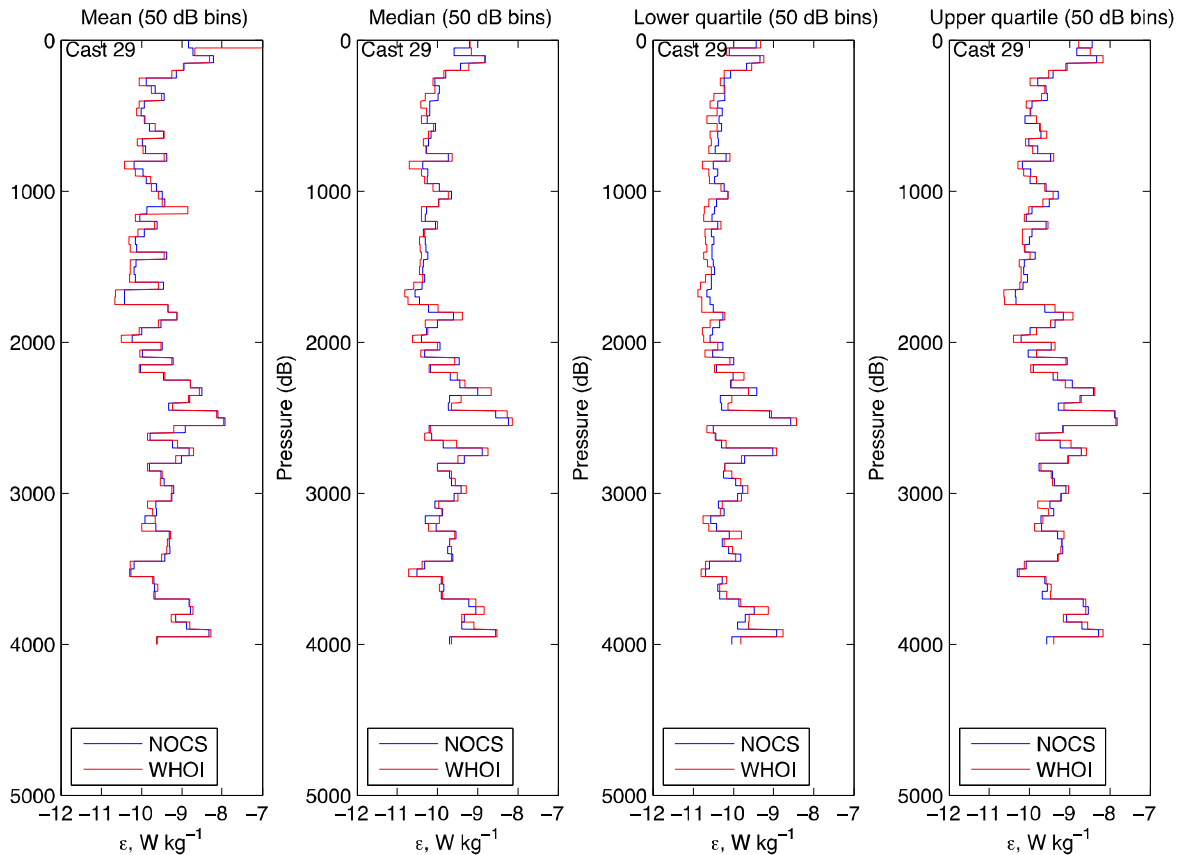 Mean (50 dB bins)
Median (50 dB bins)
Lower quartile (50 dB bins)
Upper quartile (50 dB bins)
Cast 29
Cast 29
Cast 29
Cast 29
0
1000
2000
3000
4000
5000
0
1000
2000
3000
4000
5000
0
1000
2000
3000
4000
5000
0
1000
2000
3000
4000
5000
Pressure (dB)
Pressure (dB)
Pressure (dB)
NOCS
WHOI
NOCS
WHOI
NOCS
WHOI
NOCS
WHOI
−12 −11 −10 −9 −8 −7
−12 −11 −10 −9 −8 −7
−12 −11 −10 −9 −8 −7
−12 −11 −10 −9 −8 −7
ε, W kg⁻¹
ε, W kg⁻¹
ε, W kg⁻¹
ε, W kg⁻¹